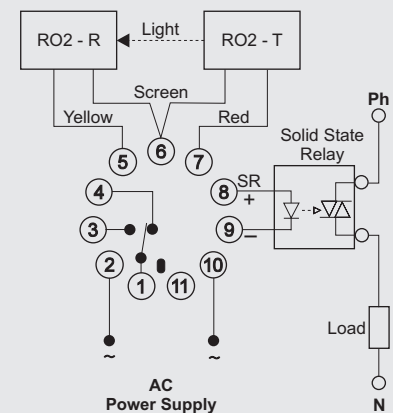 RO2 - R
Light
RO2 - T
Screen
Yellow
Red
Ph
5
6
7
Solid State
Relay
4
8
SR
+
3
9
–
2
10
1
11
Load
~
~
AC
Power Supply
N